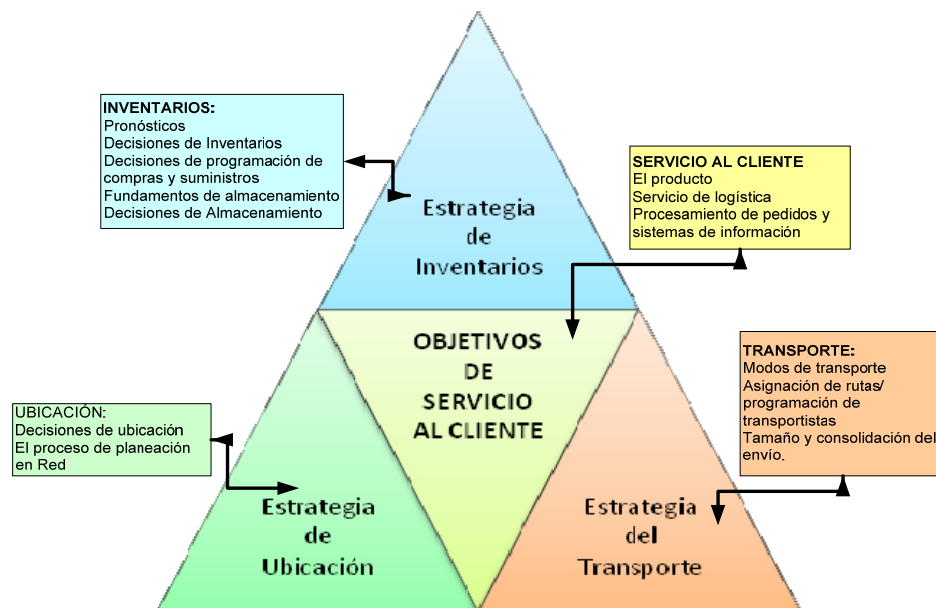 INVENTARIOS:
Pronósticos
Decisiones de Inventarios
Decisiones de programación de
compras y suministros
Fundamentos de almacenamiento
Decisiones de Almacenamiento
SERVICIO AL CLIENTE
El producto
Servicio de logística
Procesamiento de pedidos y
sistemas de información
Estrategia
de
Inventarios
OBJETIVOS
DE
SERVICIO
AL CLIENTE
TRANSPORTE:
Modos de transporte
Asignación de rutas/
programación de
transportistas
Tamaño y consolidación del
envío.
UBICACIÓN:
Decisiones de ubicación
El proceso de planeación
en Red
Estrategia
de
Ubicación
Estrategia
del
Transporte